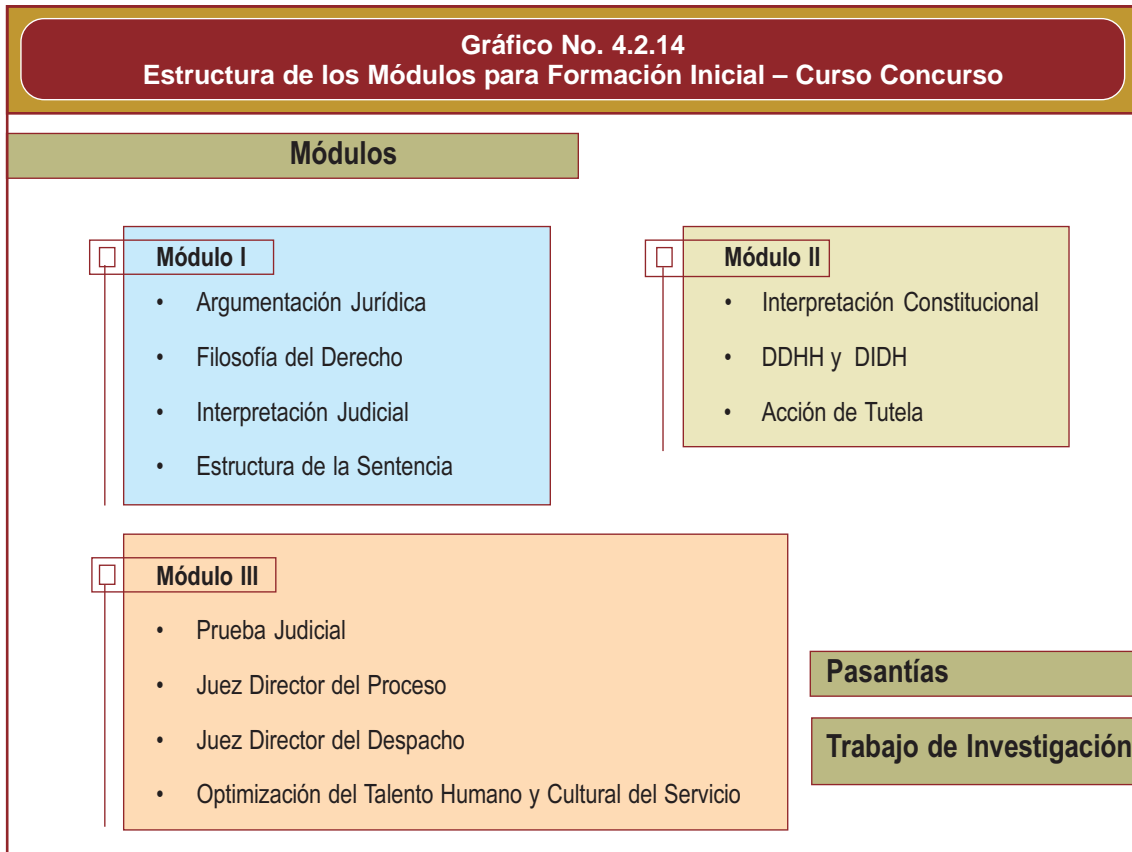 Gráfico No. 4.2.14
Estructura de los Módulos para Formación Inicial – Curso Concurso
Módulos
Módulo I
• Argumentación Jurídica
• Filosofía del Derecho
• Interpretación Judicial
• Estructura de la Sentencia
Módulo II
• Interpretación Constitucional
• DDHH y DIDH
• Acción de Tutela
Módulo III
• Prueba Judicial
• Juez Director del Proceso
• Juez Director del Despacho
• Optimización del Talento Humano y Cultural del Servicio
Pasantías
Trabajo de Investigación